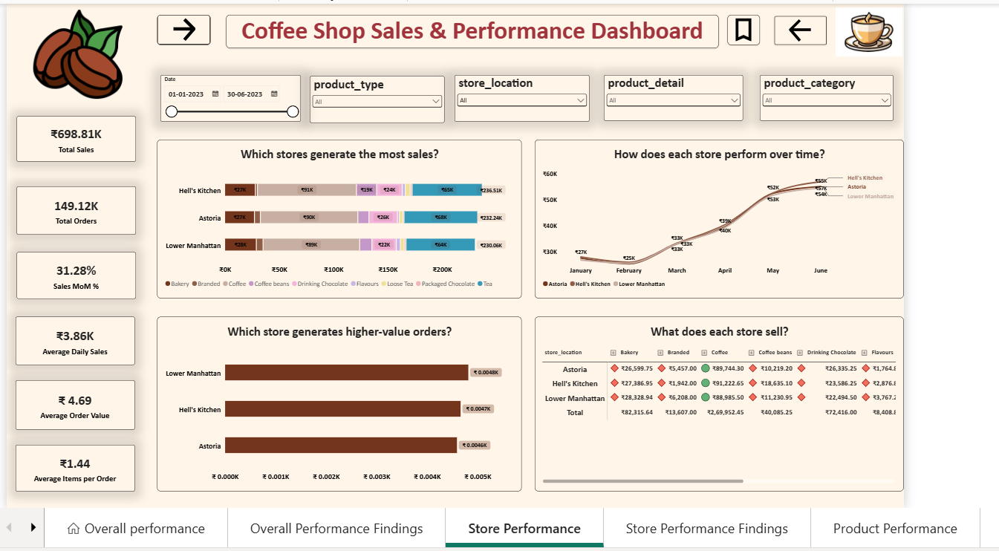 Coffee Shop Sales & Performance Dashboard
Date
01-01-2023 30-06-2023
product_type
All
store_location
All
product_detail
All
product_category
All
₹698.81K
Total Sales
149.12K
Total Orders
31.28%
Sales MoM %
₹3.86K
Average Daily Sales
₹ 4.69
Average Order Value
₹1.44
Average Items per Order
Which stores generate the most sales?
Hell's Kitchen ₹27K ₹91K ₹19K ₹24K ₹65K ₹236.51K
Astoria ₹27K ₹90K ₹26K ₹68K ₹232.24K
Lower Manhattan ₹28K ₹89K ₹22K ₹64K ₹230.06K
₹0K ₹50K ₹100K ₹150K ₹200K
Bakery Branded Coffee Coffee beans Drinking Chocolate Flavours Loose Tea Packaged Chocolate Tea
How does each store perform over time?
₹60K
₹50K
₹40K
₹30K
₹27K
₹25K
₹33K
₹33K
₹33K
₹39K
₹40K
₹52K
₹53K
₹55K
₹57K
₹54K
Hell's Kitchen
Astoria
Lower Manhattan
January February March April May June
Astoria Hell's Kitchen Lower Manhattan
Which store generates higher-value orders?
Lower Manhattan ₹ 0.0048K
Hell's Kitchen ₹ 0.0047K
Astoria ₹ 0.0046K
₹ 0.000K ₹ 0.001K ₹ 0.002K ₹ 0.003K ₹ 0.004K ₹ 0.005K
What does each store sell?
store_location Bakery Branded Coffee Coffee beans Drinking Chocolate Flavours
Astoria ₹26,599.75 ₹5,457.00 ₹89,744.30 ₹10,219.20 ₹26,335.25
Hell's Kitchen ₹27,386.95 ₹1,942.00 ₹91,222.65 ₹18,635.10 ₹23,586.25
Lower Manhattan ₹28,328.94 ₹6,208.00 ₹88,985.50 ₹11,230.95 ₹22,494.50
Total ₹82,315.64 ₹13,607.00 ₹2,69,952.45 ₹40,085.25 ₹72,416.00
Overall performance Overall Performance Findings Store Performance Store Performance Findings Product Performance